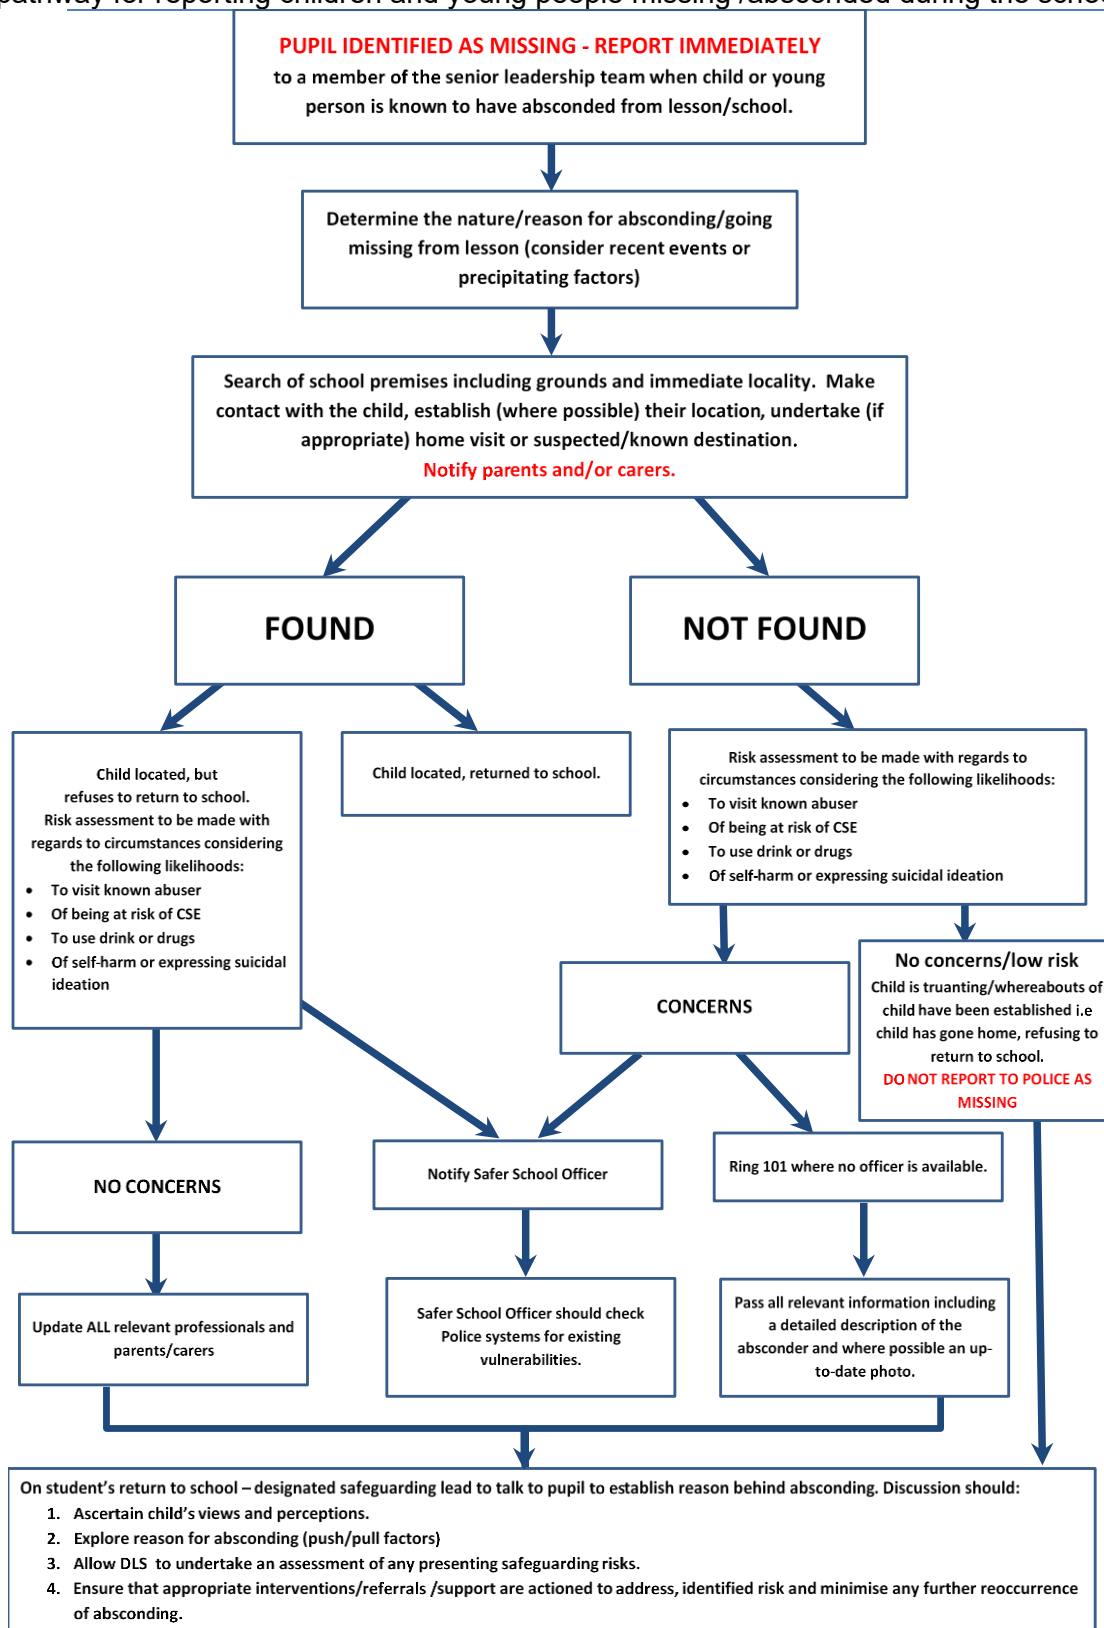 pathway for reporting children and young people missing /absconded during the
PUPIL IDENTIFIED AS MISSING - REPORT IMMEDIATELY
to a member of the senior leadership team when child or young
person is known to have absconded from lesson/school.
Determine the nature/reason for absconding/going
missing from lesson (consider recent events or
precipitating factors)
Search of school premises including grounds and immediate locality.  Make
contact with the child, establish (where possible) their location, undertake (if
appropriate) home visit or suspected/known destination.
Notify parents and/or carers.
FOUND
NOT FOUND
Child located, but
refuses to return to school.
Risk assessment to be made with
regards to circumstances considering
the following likelihoods:
• To visit known abuser
• Of being at risk of CSE
• To use drink or drugs
• Of self-harm or expressing suicidal
ideation
Child located, returned to school.
Risk assessment to be made with regards to
circumstances considering the following likelihoods:
• To visit known abuser
• Of being at risk of CSE
• To use drink or drugs
• Of self-harm or expressing suicidal ideation
CONCERNS
No concerns/low risk
Child is truanting/whereabouts of
child have been established i.e
child has gone home, refusing to
return to school.
DO NOT REPORT TO POLICE AS
MISSING
NO CONCERNS
Notify Safer School Officer
Ring 101 where no officer is available.
Update ALL relevant professionals and
parents/carers
Safer School Officer should check
Police systems for existing
vulnerabilities.
Pass all relevant information including
a detailed description of the
absconder and where possible an up-
to-date photo.
On student's return to school – designated safeguarding lead to talk to pupil to establish reason behind absconding. Discussion should:
1. Ascertain child's views and perceptions.
2. Explore reason for absconding (push/pull factors)
3. Allow DLS  to undertake an assessment of any presenting safeguarding risks.
4. Ensure that appropriate interventions/referrals /support are actioned to address, identified risk and minimise any further reoccurrence
of absconding.